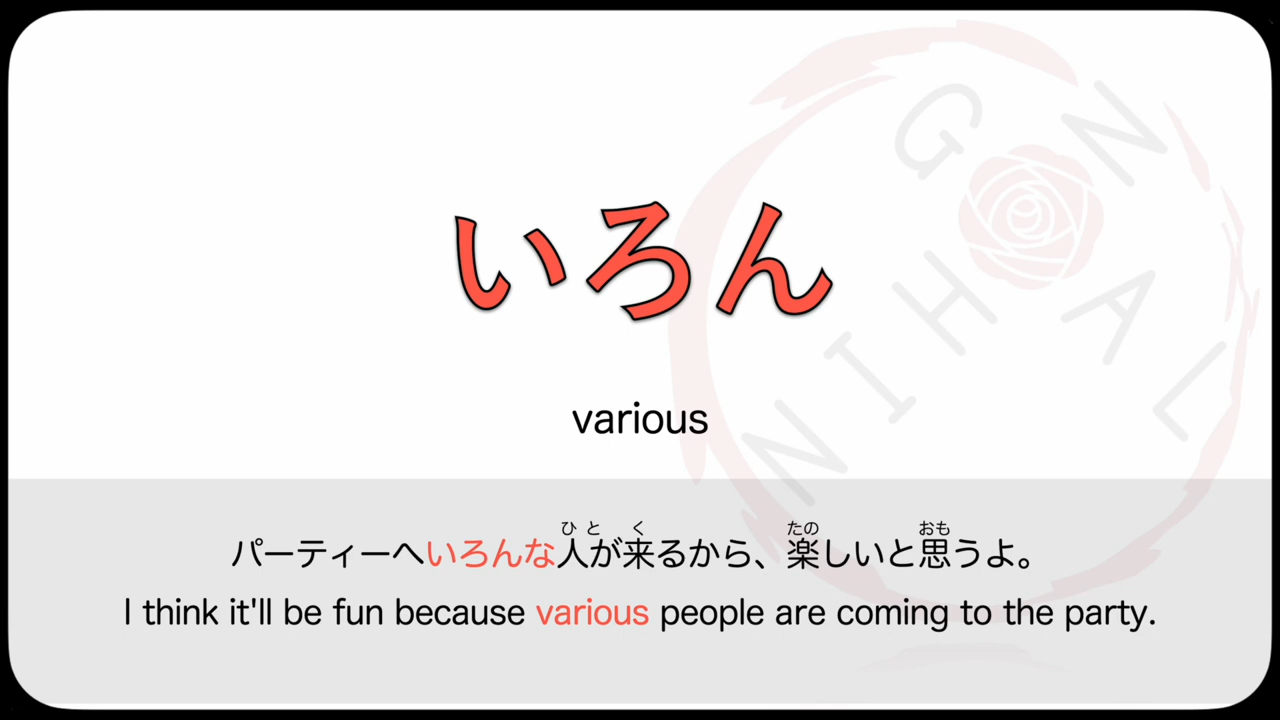 いろん
various
パーティーへいろんな人が来るから、楽しいと思うよ。
ひと く たの おも
I think it'll be fun because various people are coming to the party.
NIHONGO